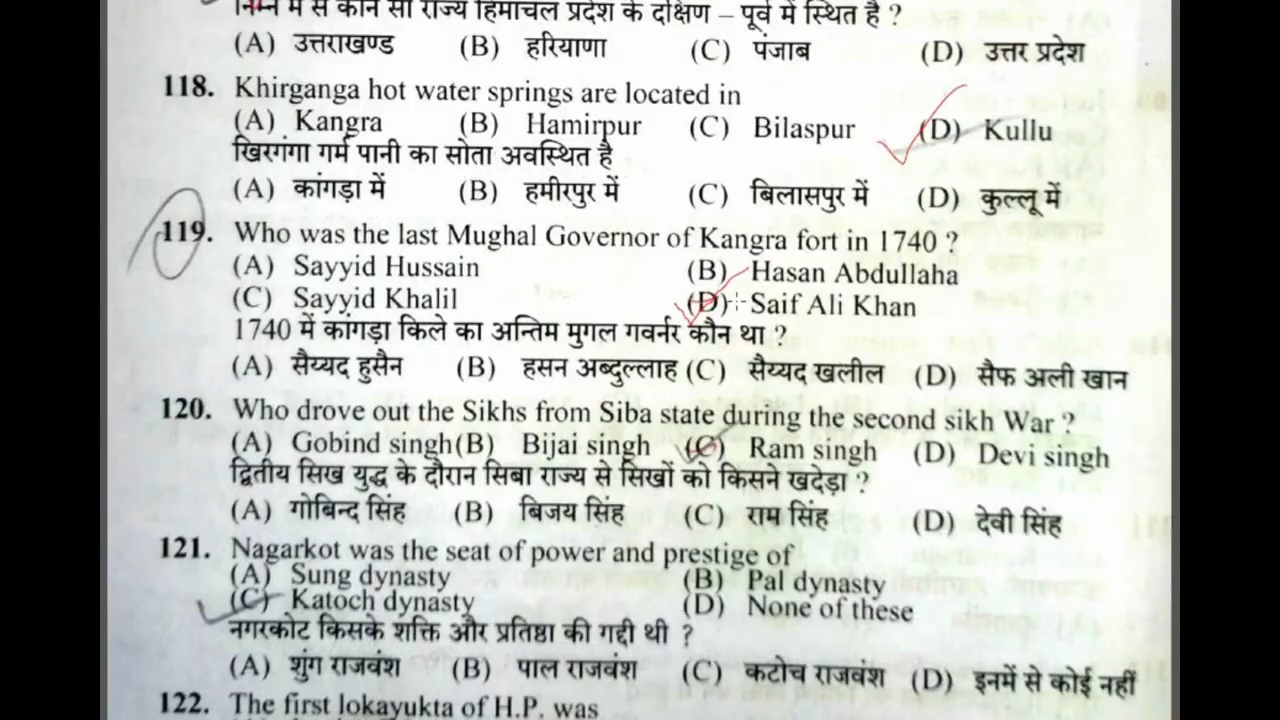 निम्न में से कौन सा राज्य हिमाचल प्रदेश के दक्षिण – पूर्व में स्थित है ?
(A) उत्तराखण्ड (B) हरियाणा (C) पंजाब (D) उत्तर प्रदेश
118. Khirganga hot water springs are located in
(A) Kangra (B) Hamirpur (C) Bilaspur (D) Kullu
खिरगंगा गर्म पानी का सोता अवस्थित है
(A) कांगड़ा में (B) हमीरपुर में (C) बिलासपुर में (D) कुल्लू में
119. Who was the last Mughal Governor of Kangra fort in 1740 ?
(A) Sayyid Hussain (B) Hasan Abdullaha
(C) Sayyid Khalil (D) Saif Ali Khan
1740 में कांगड़ा किले का अन्तिम मुगल गवर्नर कौन था ?
(A) सैय्यद हुसैन (B) हसन अब्दुल्लाह (C) सैय्यद खलील (D) सैफ अली खान
120. Who drove out the Sikhs from Siba state during the second sikh War ?
(A) Gobind singh (B) Bijai singh (C) Ram singh (D) Devi singh
द्वितीय सिख युद्ध के दौरान सिबा राज्य से सिखों को किसने खदेड़ा ?
(A) गोबिन्द सिंह (B) बिजय सिंह (C) राम सिंह (D) देवी सिंह
121. Nagarkot was the seat of power and prestige of
(A) Sung dynasty (B) Pal dynasty
(C) Katoch dynasty (D) None of these
नगरकोट किसके शक्ति और प्रतिष्ठा की गद्दी थी ?
(A) शुंग राजवंश (B) पाल राजवंश (C) कटोच राजवंश (D) इनमें से कोई नहीं
122. The first lokayukta of H.P. was